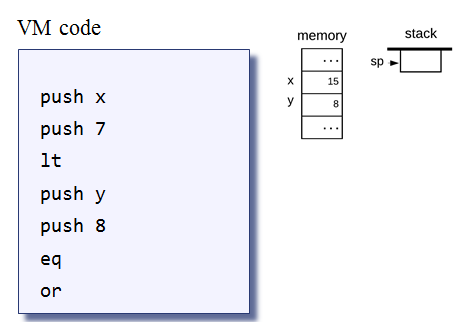 VM code
push x
push 7
lt
push y
push 8
eq
or
memory
...
x 15
y 8
...
stack
sp